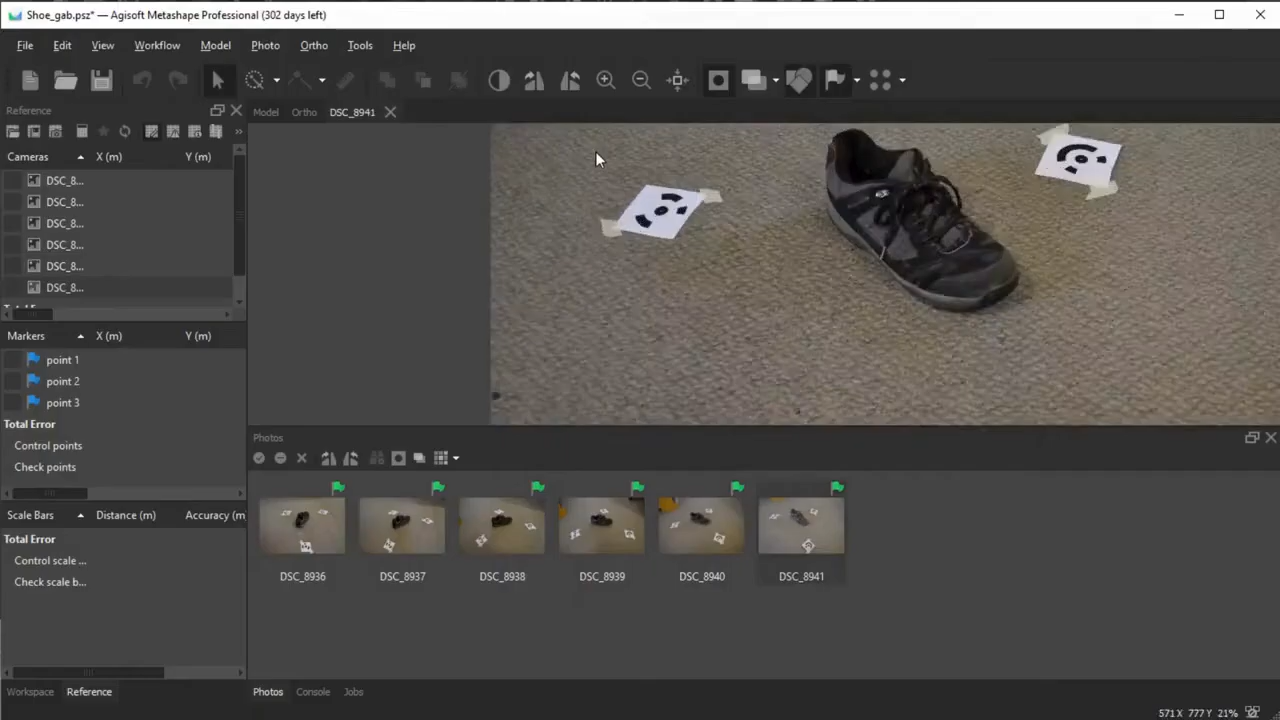 Shoe_gab.psz* — Agisoft Metashape Professional (302 days left)
File Edit View Workflow Model Photo Ortho Tools Help
Reference
Model Ortho DSC_8941
Cameras X (m) Y (m)
DSC_8...
DSC_8...
DSC_8...
DSC_8...
DSC_8...
DSC_8...
Markers X (m) Y (m)
point 1
point 2
point 3
Total Error
Control points
Check points
Scale Bars Distance (m) Accuracy (m
Total Error
Control scale ...
Check scale b...
Workspace Reference
Photos
DSC_8936 DSC_8937 DSC_8938 DSC_8939 DSC_8940 DSC_8941
Photos Console Jobs
571 X 777 Y 21%